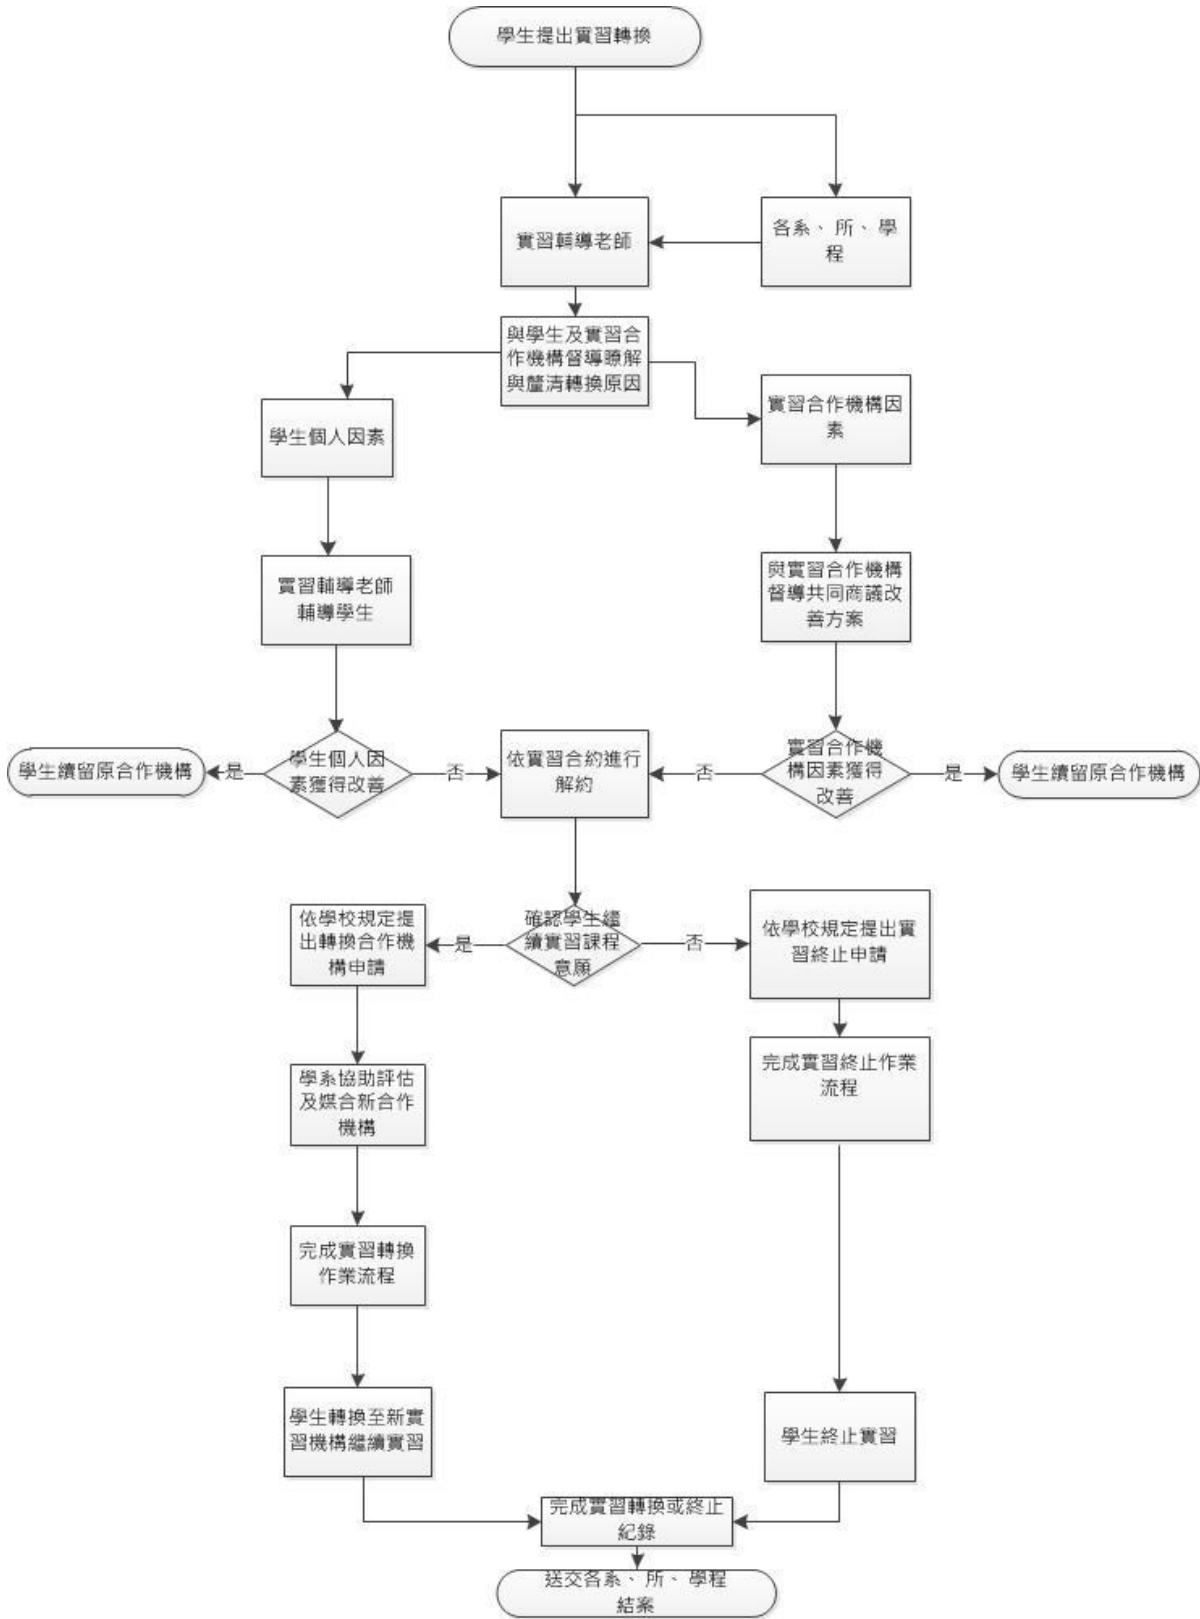 學生提出實習轉換
實習輔導老師
各系、所、學
程
與學生及實習合
作機構督導瞭解
與釐清轉換原因
學生個人因素
實習合作機構因
素
實習輔導老師
輔導學生
與實習合作機構
督導共同商議改
善方案
學生續留原合作機構
是
學生個人因
素獲得改善
否
依實習合約進行
解約
否
實習合作機
構因素獲得
改善
是
學生續留原合作機構
依學校規定提
出轉換合作機
構申請
是
確認學生繼
續實習課程
意願
否
依學校規定提出實
習終止申請
學系協助評估
及媒合新合作
機構
完成實習終止作業
流程
完成實習轉換
作業流程
學生轉換至新實
習機構繼續實習
學生終止實習
完成實習轉換或終止
紀錄
送交各系、所、學程
結案